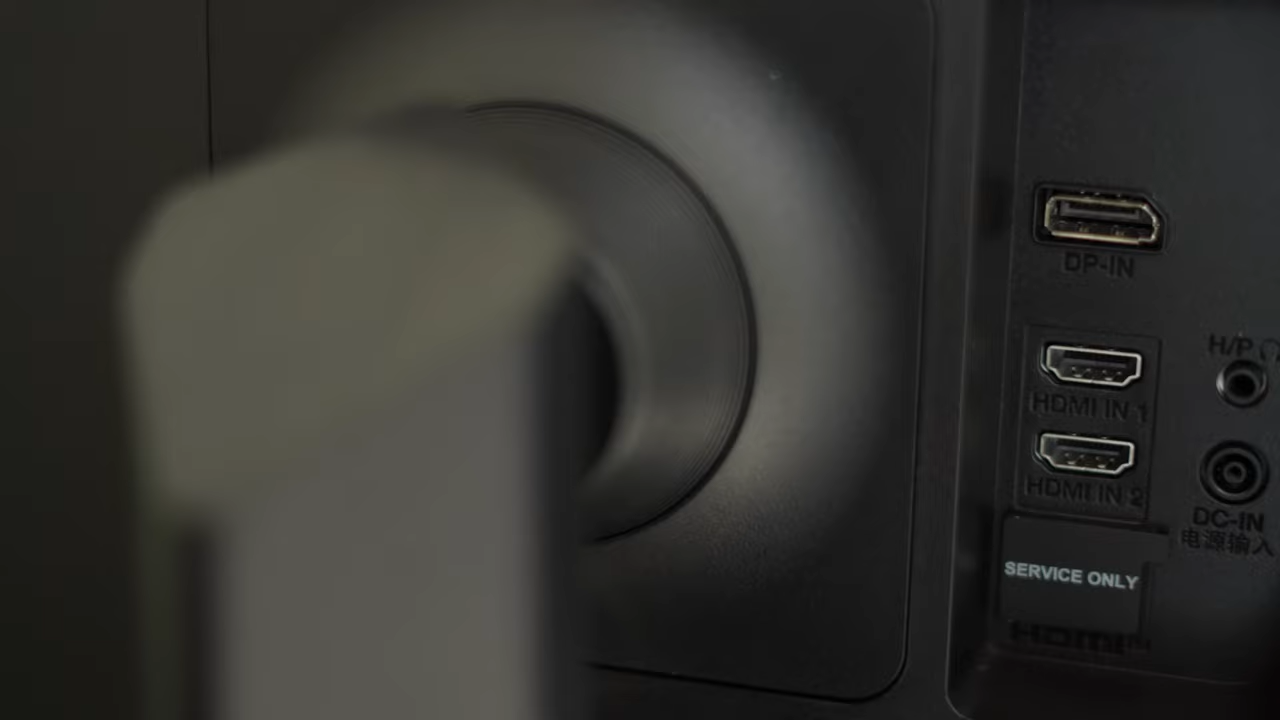 DP-IN
HDMI IN 1
HDMI IN 2
H/P
DC-IN
电源输入
SERVICE ONLY
HDMI